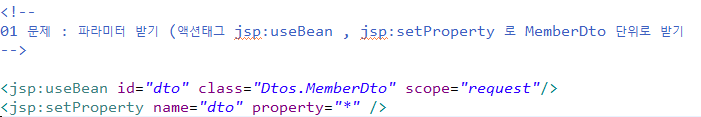 <!--
01 문제 : 파라미터 받기 (액션태그 jsp:useBean , jsp:setProperty 로 MemberDto 단위로 받기
-->
<jsp:useBean id="dto" class="Dtos.MemberDto" scope="request"/>
<jsp:setProperty name="dto" property="*" />